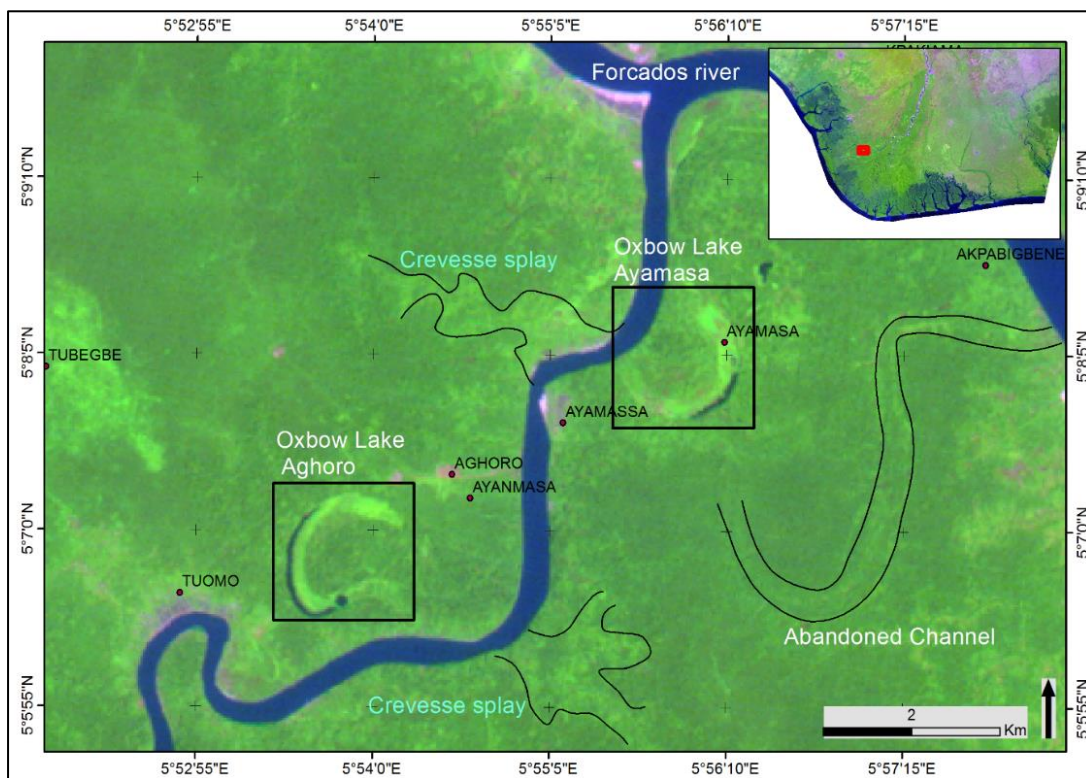 5°52'55"E 5°54'0"E 5°55'5"E 5°56'10"E 5°57'15"E
Forcados river
5°9'10"N
5°9'10"N
Crevesse splay
Oxbow Lake
Ayamasa
AKPABIGBENE
AYAMASA
5°8'5"N
5°8'5"N
TUBEGBE
AYAMASSA
Oxbow Lake
Aghoro
AGHORO
AYANMASA
5°7'0"N
5°7'0"N
TUOMO
Abandoned Channel
Crevesse splay
5°5'55"N
5°5'55"N
2
Km
5°52'55"E 5°54'0"E 5°55'5"E 5°56'10"E 5°57'15"E